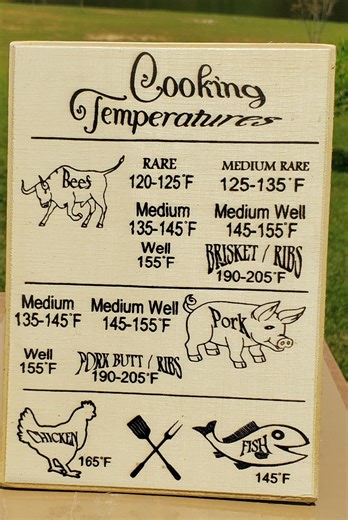 Cooking
Temperatures
Beef
RARE MEDIUM RARE
120-125°F 125-135°F
Medium Medium Well
135-145°F 145-155°F
Well BRISKET / RIBS
155°F 190-205°F
Medium Medium Well
135-145°F 145-155°F
Pork
Well PORK BUTT / RIBS
155°F 190-205°F
CHICKEN 165°F
FISH
145°F